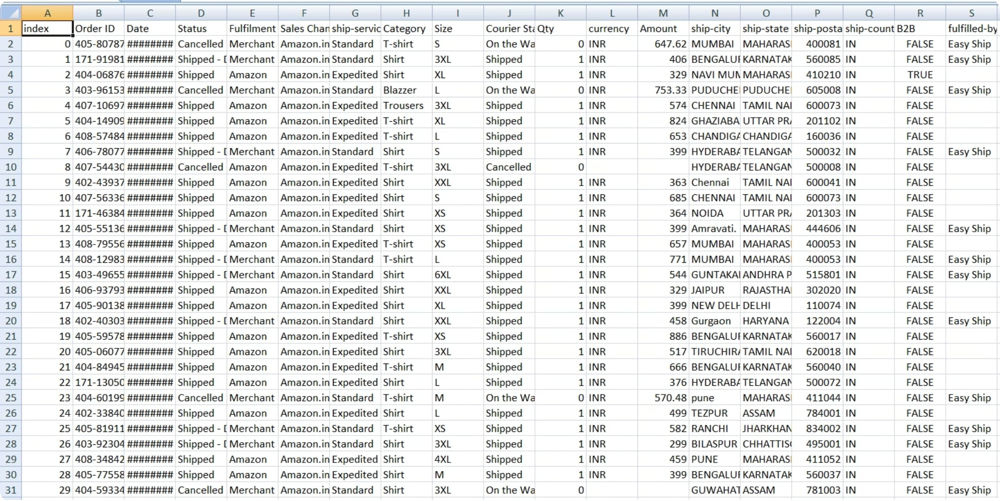 A B C D E F G H I J K L M N O P Q R S
1 index Order ID Date Status Fulfilment Sales Chan ship-servic Category Size Courier Sta Qty currency Amount ship-city ship-state ship-posta ship-count B2B fulfilled-by
2 0 405-80787 ######## Cancelled Merchant Amazon.in Standard T-shirt S On the Wa 0 INR 647.62 MUMBAI MAHARAS 400081 IN FALSE Easy Ship
3 1 171-91981 ######## Shipped - Merchant Amazon.in Standard Shirt 3XL Shipped 1 INR 406 BENGALU KARNATAK 560085 IN FALSE Easy Ship
4 2 404-06876 ######## Shipped Amazon Amazon.in Expedited Shirt XL Shipped 1 INR 329 NAVI MUM MAHARAS 410210 IN TRUE
5 3 403-96153 ######## Cancelled Merchant Amazon.in Standard Blazzer L On the Wa 0 INR 753.33 PUDUCHE PUDUCHE 605008 IN FALSE Easy Ship
6 4 407-10697 ######## Shipped Amazon Amazon.in Expedited Trousers 3XL Shipped 1 INR 574 CHENNAI TAMIL NA 600073 IN FALSE
7 5 404-14909 ######## Shipped Amazon Amazon.in Expedited T-shirt XL Shipped 1 INR 824 GHAZIABA UTTAR PR 201102 IN FALSE
8 6 408-57484 ######## Shipped Amazon Amazon.in Expedited T-shirt L Shipped 1 INR 653 CHANDIGA CHANDIGA 160036 IN FALSE
9 7 406-78077 ######## Shipped - Merchant Amazon.in Standard Shirt S Shipped 1 INR 399 HYDERABA TELANGAN 500032 IN FALSE Easy Ship
10 8 407-54430 ######## Cancelled Amazon Amazon.in Expedited T-shirt 3XL Cancelled 0 HYDERABA TELANGAN 500008 IN FALSE
11 9 402-43937 ######## Shipped Amazon Amazon.in Expedited Shirt XXL Shipped 1 INR 363 Chennai TAMIL NA 600041 IN FALSE
12 10 407-56336 ######## Shipped Amazon Amazon.in Expedited Shirt S Shipped 1 INR 685 CHENNAI TAMIL NA 600073 IN FALSE
13 11 171-46384 ######## Shipped Amazon Amazon.in Expedited Shirt XS Shipped 1 INR 364 NOIDA UTTAR PR 201303 IN FALSE
14 12 405-55136 ######## Shipped - Merchant Amazon.in Standard Shirt XS Shipped 1 INR 399 Amravati. MAHARAS 444606 IN FALSE Easy Ship
15 13 408-79556 ######## Shipped Amazon Amazon.in Expedited T-shirt XS Shipped 1 INR 657 MUMBAI MAHARAS 400053 IN FALSE
16 14 408-12983 ######## Shipped - Merchant Amazon.in Standard T-shirt L Shipped 1 INR 771 MUMBAI MAHARAS 400053 IN FALSE Easy Ship
17 15 403-49655 ######## Shipped - Merchant Amazon.in Standard Shirt 6XL Shipped 1 INR 544 GUNTAKA ANDHRA P 515801 IN FALSE Easy Ship
18 16 406-93793 ######## Shipped Amazon Amazon.in Expedited Shirt XXL Shipped 1 INR 329 JAIPUR RAJASTHA 302020 IN FALSE
19 17 405-90138 ######## Shipped Amazon Amazon.in Expedited Shirt XL Shipped 1 INR 399 NEW DELH DELHI 110074 IN FALSE
20 18 402-40303 ######## Shipped - Merchant Amazon.in Standard Shirt XXL Shipped 1 INR 458 Gurgaon HARYANA 122004 IN FALSE Easy Ship
21 19 405-59578 ######## Shipped Amazon Amazon.in Expedited T-shirt XS Shipped 1 INR 886 BENGALU KARNATAK 560017 IN FALSE
22 20 405-06077 ######## Shipped Amazon Amazon.in Expedited Shirt 3XL Shipped 1 INR 517 TIRUCHIRA TAMIL NA 620018 IN FALSE
23 21 404-84945 ######## Shipped Amazon Amazon.in Expedited T-shirt M Shipped 1 INR 666 BENGALU KARNATAK 560040 IN FALSE
24 22 171-13050 ######## Shipped Amazon Amazon.in Expedited Shirt L Shipped 1 INR 376 HYDERABA TELANGAN 500072 IN FALSE
25 23 404-60199 ######## Cancelled Merchant Amazon.in Standard T-shirt M On the Wa 0 INR 570.48 pune MAHARAS 411044 IN FALSE Easy Ship
26 24 402-33840 ######## Shipped Amazon Amazon.in Expedited Shirt L Shipped 1 INR 499 TEZPUR ASSAM 784001 IN FALSE
27 25 405-81911 ######## Shipped - Merchant Amazon.in Standard T-shirt XS Shipped 1 INR 582 RANCHI JHARKHAN 834002 IN FALSE Easy Ship
28 26 403-92304 ######## Shipped - Merchant Amazon.in Standard Shirt 3XL Shipped 1 INR 299 BILASPUR CHHATTIS 495001 IN FALSE Easy Ship
29 27 408-34842 ######## Shipped Amazon Amazon.in Expedited Shirt 4XL Shipped 1 INR 459 PUNE MAHARAS 411052 IN FALSE
30 28 405-77558 ######## Shipped Amazon Amazon.in Expedited Shirt M Shipped 1 INR 399 BENGALU KARNATAK 560037 IN FALSE
31 29 404-59334 ######## Cancelled Merchant Amazon.in Standard Shirt 3XL On the Wa 0 GUWAHAT ASSAM 781003 IN FALSE Easy Ship